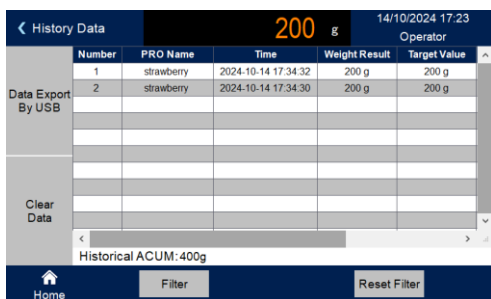 History Data 200 g 14/10/2024 17:23
Operator
Number PRO Name Time Weight Result Target Value
1 strawberry 2024-10-14 17:34:32 200 g 200 g
2 strawberry 2024-10-14 17:34:30 200 g 200 g
Data Export
By USB
Clear
Data
Historical ACUM:400g
Home Filter Reset Filter